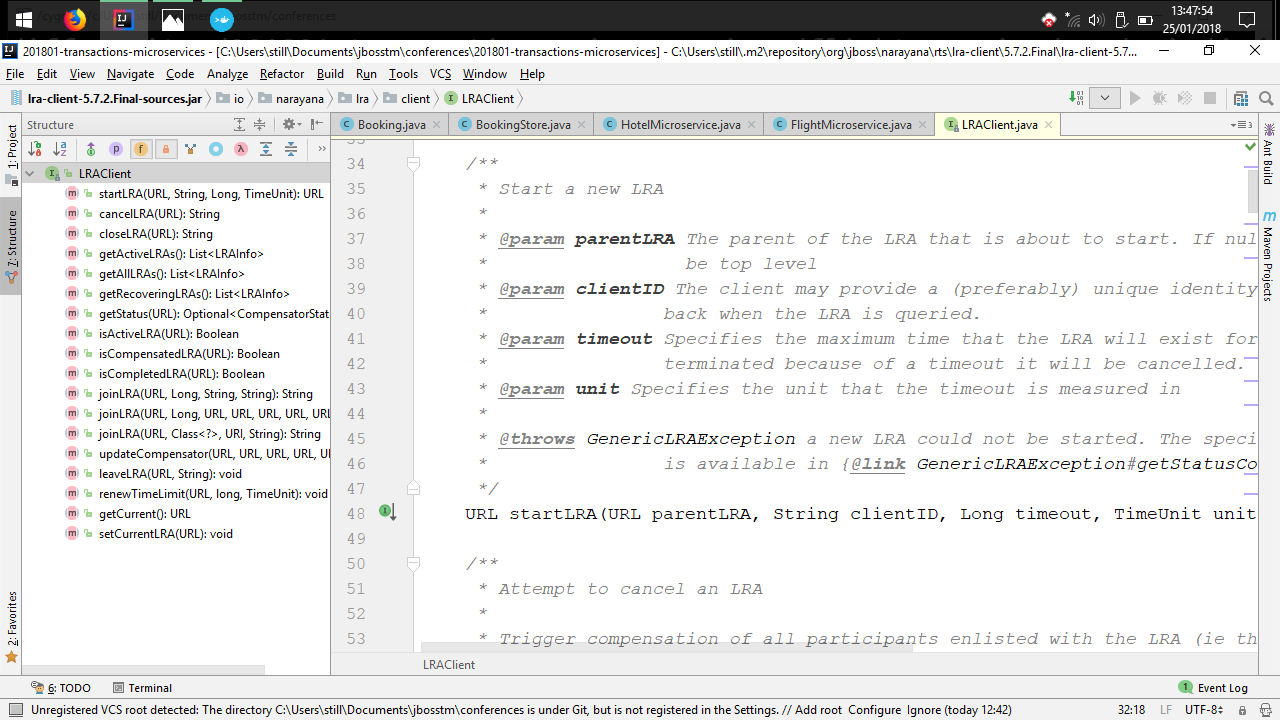 13:47:54
25/01/2018
201801-transactions-microservices - [C:\Users\still\Documents\jbosstm\conferences\201801-transactions-microservices] - C:\Users\still\.m2\repository\org\jboss\narayana\rts\lra-client\5.7.2.Final\lra-client-5.7...
File Edit View Navigate Code Analyze Refactor Build Run Tools VCS Window Help
lra-client-5.7.2.Final-sources.jar io narayana lra client LRAClient
Structure
Booking.java BookingStore.java HotelMicroservice.java FlightMicroservice.java LRAClient.java
1: Project
7: Structure
2: Favorites
LRAClient
startLRA(URL, String, Long, TimeUnit): URL
cancelLRA(URL): String
closeLRA(URL): String
getActiveLRAs(): List<LRAInfo>
getAllLRAs(): List<LRAInfo>
getRecoveringLRAs(): List<LRAInfo>
getStatus(URL): Optional<CompensatorStat
isActiveLRA(URL): Boolean
isCompensatedLRA(URL): Boolean
isCompletedLRA(URL): Boolean
joinLRA(URL, Long, String, String): String
joinLRA(URL, Long, URL, URL, URL, URL, URL
joinLRA(URL, Class<?>, URI, String): String
updateCompensator(URL, URL, URL, URL, U
leaveLRA(URL, String): void
renewTimeLimit(URL, long, TimeUnit): void
getCurrent(): URL
setCurrentLRA(URL): void
34 /**
35 * Start a new LRA
36 *
37 * @param parentLRA The parent of the LRA that is about to start. If nul
38 * be top level
39 * @param clientID The client may provide a (preferably) unique identity
40 * back when the LRA is queried.
41 * @param timeout Specifies the maximum time that the LRA will exist for
42 * terminated because of a timeout it will be cancelled.
43 * @param unit Specifies the unit that the timeout is measured in
44 *
45 * @throws GenericLRAException a new LRA could not be started. The speci
46 * is available in {@link GenericLRAException#getStatusCo
47 */
48 URL startLRA(URL parentLRA, String clientID, Long timeout, TimeUnit unit
49
50 /**
51 * Attempt to cancel an LRA
52 *
53 * Trigger compensation of all participants enlisted with the LRA (ie th
LRAClient
Ant Build
Maven Projects
6: TODO Terminal
1 Event Log
Unregistered VCS root detected: The directory C:\Users\still\Documents\jbosstm\conferences is under Git, but is not registered in the Settings. // Add root Configure Ignore (today 12:42)
32:18 LF UTF-8